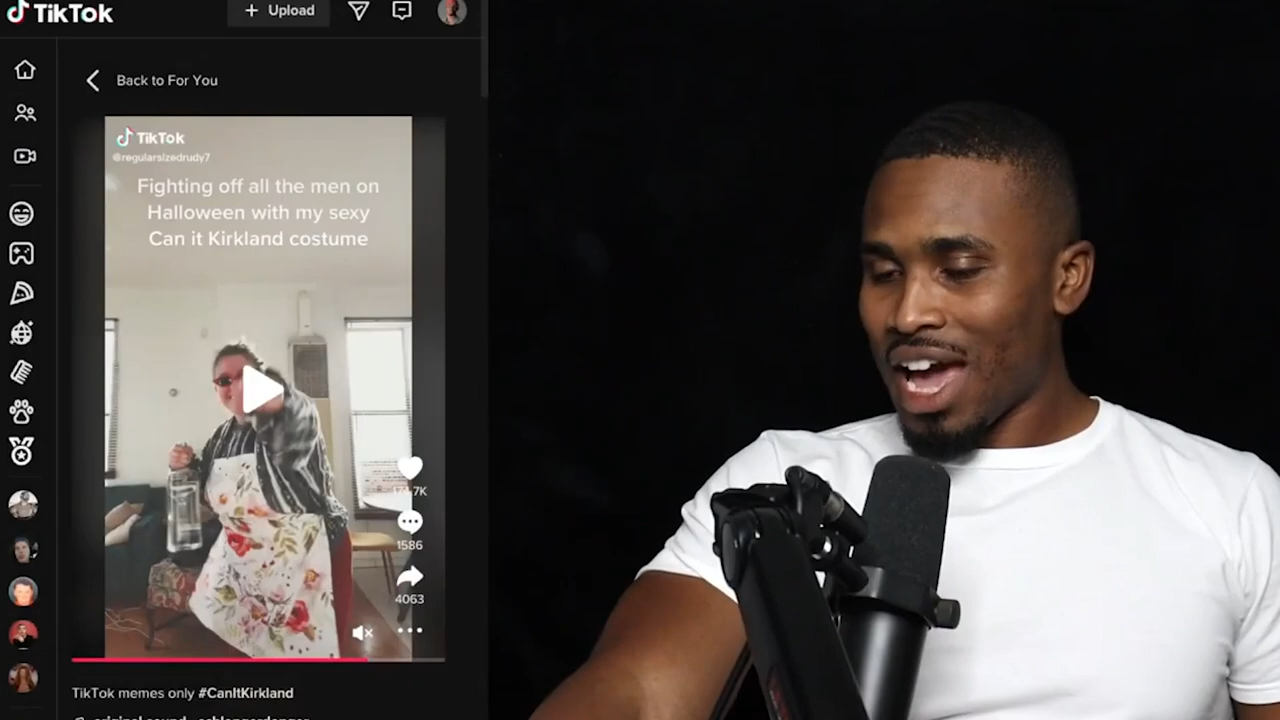 TikTok
+ Upload
Back to For You
TikTok
@regularsizedrudy7
Fighting off all the men on
Halloween with my sexy
Can it Kirkland costume
1586
4063
TikTok memes only #CanItKirkland